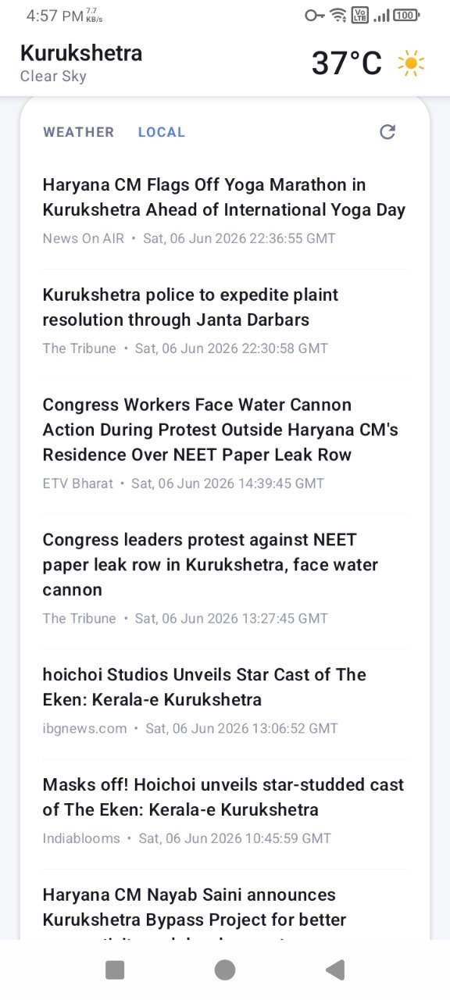 4:57 PM 7.7 KB/s Vo LTE 100
Kurukshetra
Clear Sky
37°C
WEATHER LOCAL
Haryana CM Flags Off Yoga Marathon in
Kurukshetra Ahead of International Yoga Day
News On AIR • Sat, 06 Jun 2026 22:36:55 GMT
Kurukshetra police to expedite plaint
resolution through Janta Darbars
The Tribune • Sat, 06 Jun 2026 22:30:58 GMT
Congress Workers Face Water Cannon
Action During Protest Outside Haryana CM's
Residence Over NEET Paper Leak Row
ETV Bharat • Sat, 06 Jun 2026 14:39:45 GMT
Congress leaders protest against NEET
paper leak row in Kurukshetra, face water
cannon
The Tribune • Sat, 06 Jun 2026 13:27:45 GMT
hoichoi Studios Unveils Star Cast of The
Eken: Kerala-e Kurukshetra
ibgnews.com • Sat, 06 Jun 2026 13:06:52 GMT
Masks off! Hoichoi unveils star-studded cast
of The Eken: Kerala-e Kurukshetra
Indiablooms • Sat, 06 Jun 2026 10:45:59 GMT
Haryana CM Nayab Saini announces
Kurukshetra Bypass Project for better